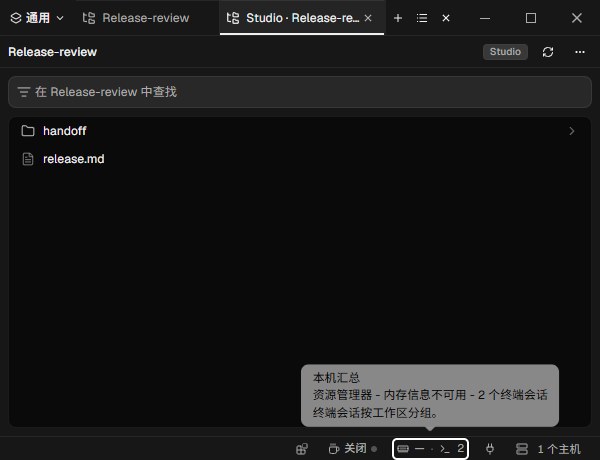 通用
Release-review
Studio · Release-re...
Release-review
Studio
在 Release-review 中查找
handoff
release.md
本机汇总
资源管理器 - 内存信息不可用 - 2 个终端会话
终端会话按工作区分组。
关闭
— · 2
1 个主机